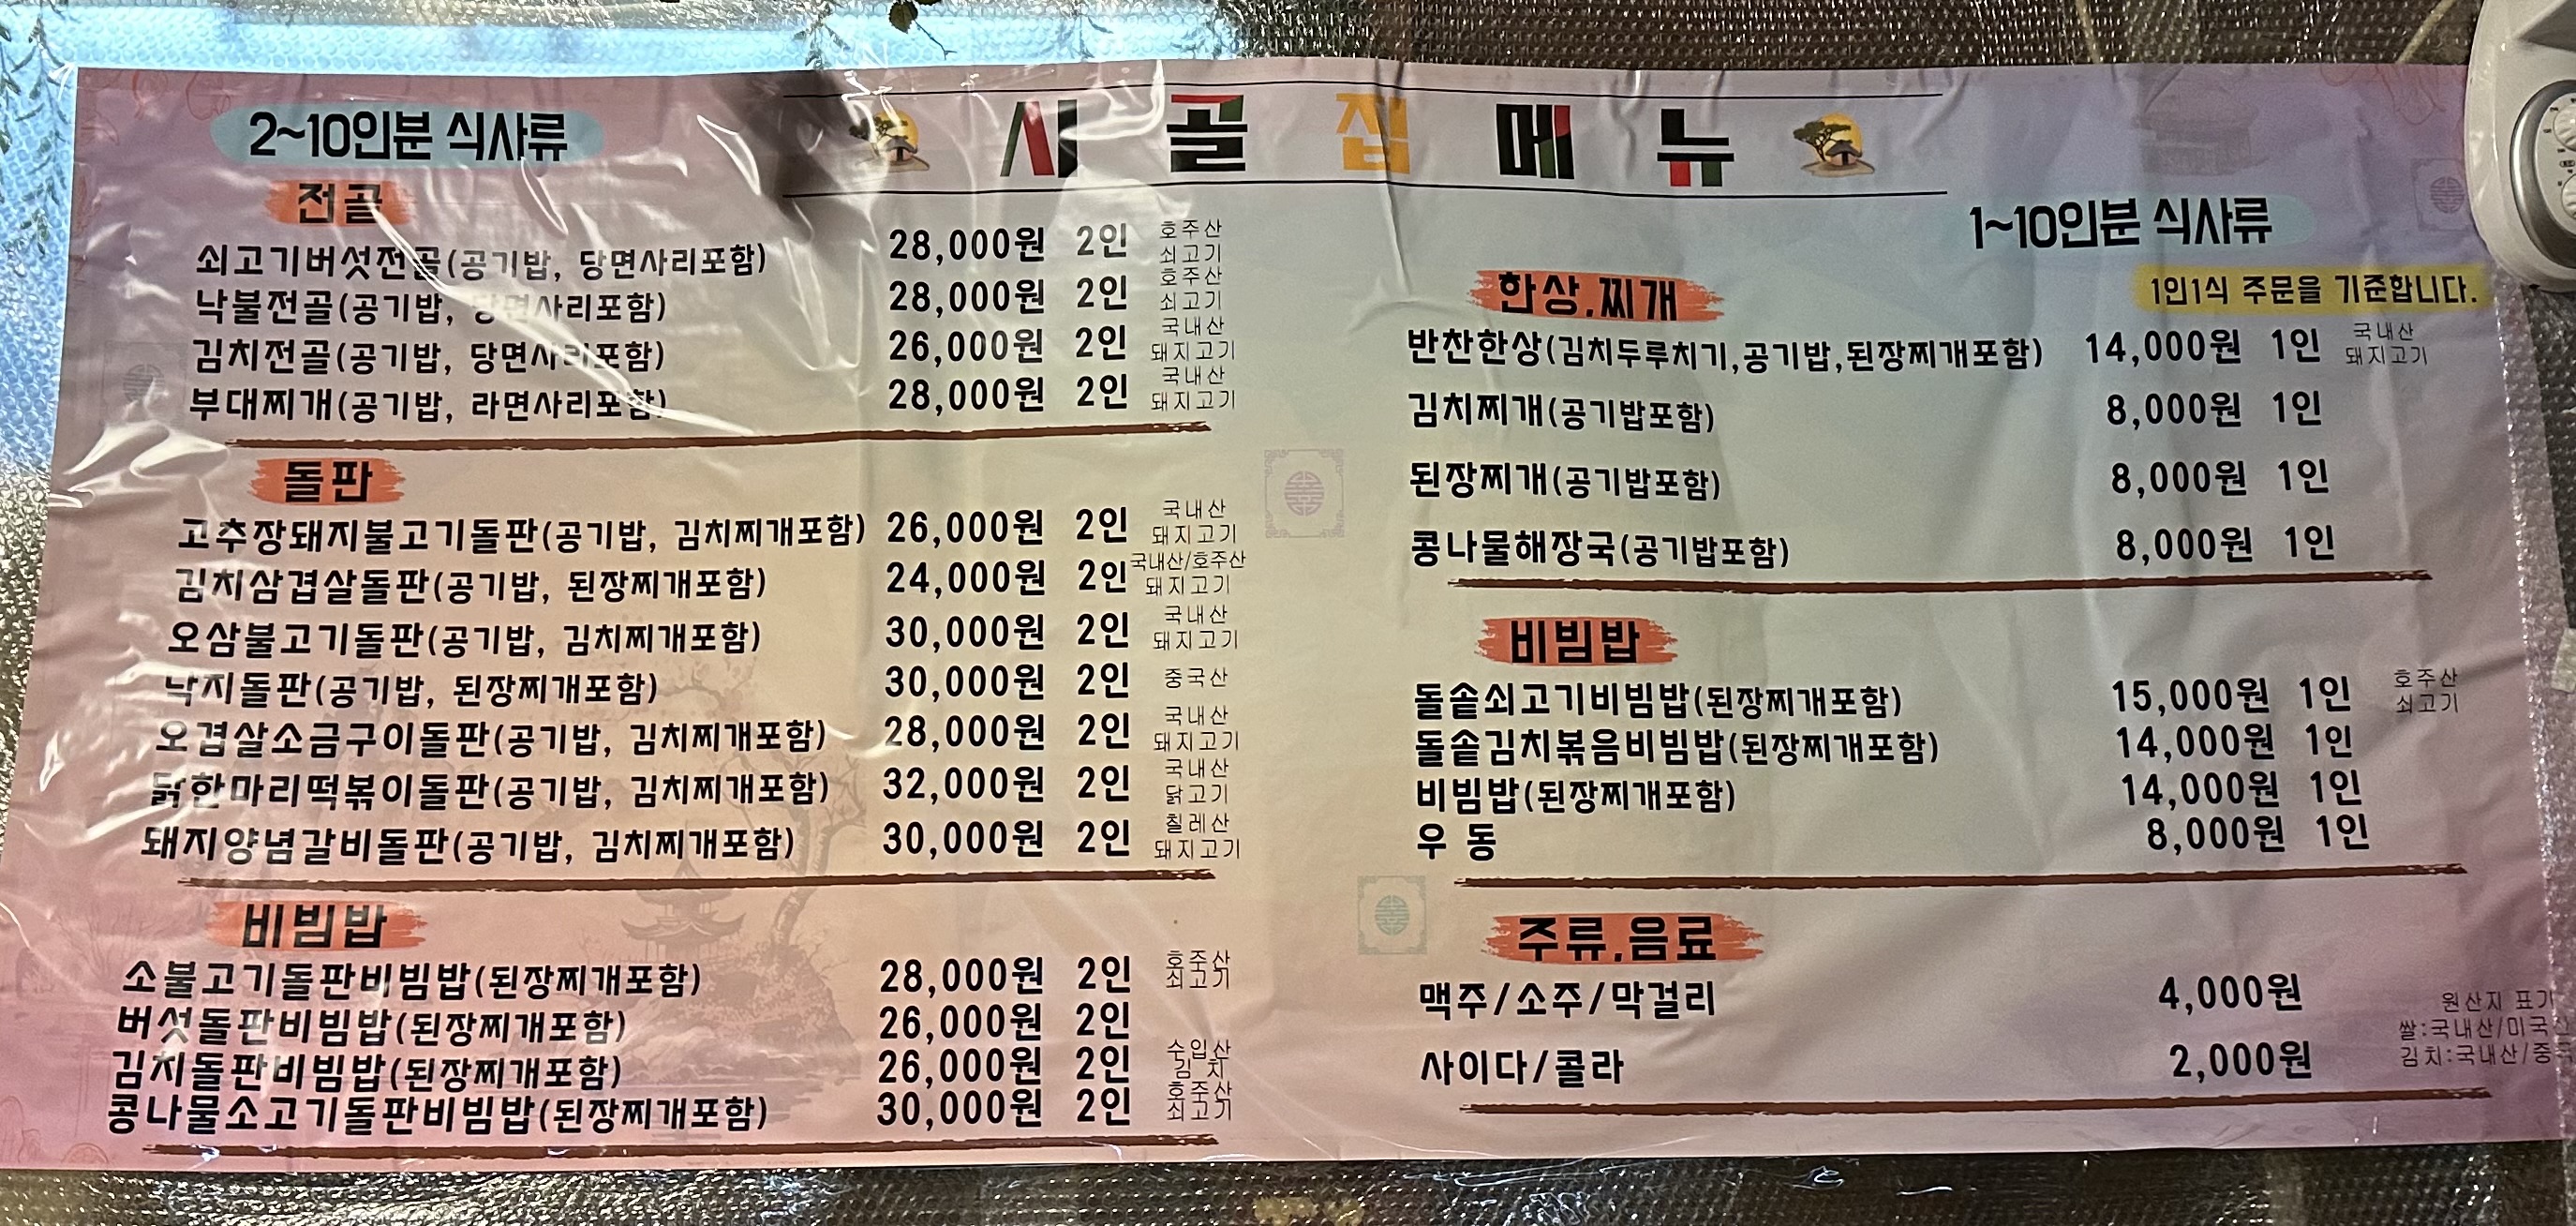 시골집메뉴
2~10인분 식사류
전골
쇠고기버섯전골(공기밥, 당면사리포함) 28,000원 2인 호주산 쇠고기
낙불전골(공기밥, 당면사리포함) 28,000원 2인 호주산 쇠고기
김치전골(공기밥, 당면사리포함) 26,000원 2인 국내산 돼지고기
부대찌개(공기밥, 라면사리포함) 28,000원 2인 국내산 돼지고기
돌판
고추장돼지불고기돌판(공기밥, 김치찌개포함) 26,000원 2인 국내산 돼지고기
김치삼겹살돌판(공기밥, 된장찌개포함) 24,000원 2인 국내산/호주산 돼지고기
오삼불고기돌판(공기밥, 김치찌개포함) 30,000원 2인 국내산 돼지고기
낙지돌판(공기밥, 된장찌개포함) 30,000원 2인 중국산
오겹살소금구이돌판(공기밥, 김치찌개포함) 28,000원 2인 국내산 돼지고기
닭한마리떡볶이돌판(공기밥, 김치찌개포함) 32,000원 2인 국내산 닭고기
돼지양념갈비돌판(공기밥, 김치찌개포함) 30,000원 2인 칠레산 돼지고기
비빔밥
소불고기돌판비빔밥(된장찌개포함) 28,000원 2인 호주산 쇠고기
버섯돌판비빔밥(된장찌개포함) 26,000원 2인
김치돌판비빔밥(된장찌개포함) 26,000원 2인 수입산 김치
콩나물소고기돌판비빔밥(된장찌개포함) 30,000원 2인 호주산 쇠고기
1~10인분 식사류
1인1식 주문을 기준합니다.
한상,찌개
반찬한상(김치두루치기,공기밥,된장찌개포함) 14,000원 1인 국내산 돼지고기
김치찌개(공기밥포함) 8,000원 1인
된장찌개(공기밥포함) 8,000원 1인
콩나물해장국(공기밥포함) 8,000원 1인
비빔밥
돌솥쇠고기비빔밥(된장찌개포함) 15,000원 1인 호주산 쇠고기
돌솥김치볶음비빔밥(된장찌개포함) 14,000원 1인
비빔밥(된장찌개포함) 14,000원 1인
우 동 8,000원 1인
주류,음료
맥주/소주/막걸리 4,000원
사이다/콜라 2,000원
원산지 표기
쌀:국내산/미국산
김치:국내산/중